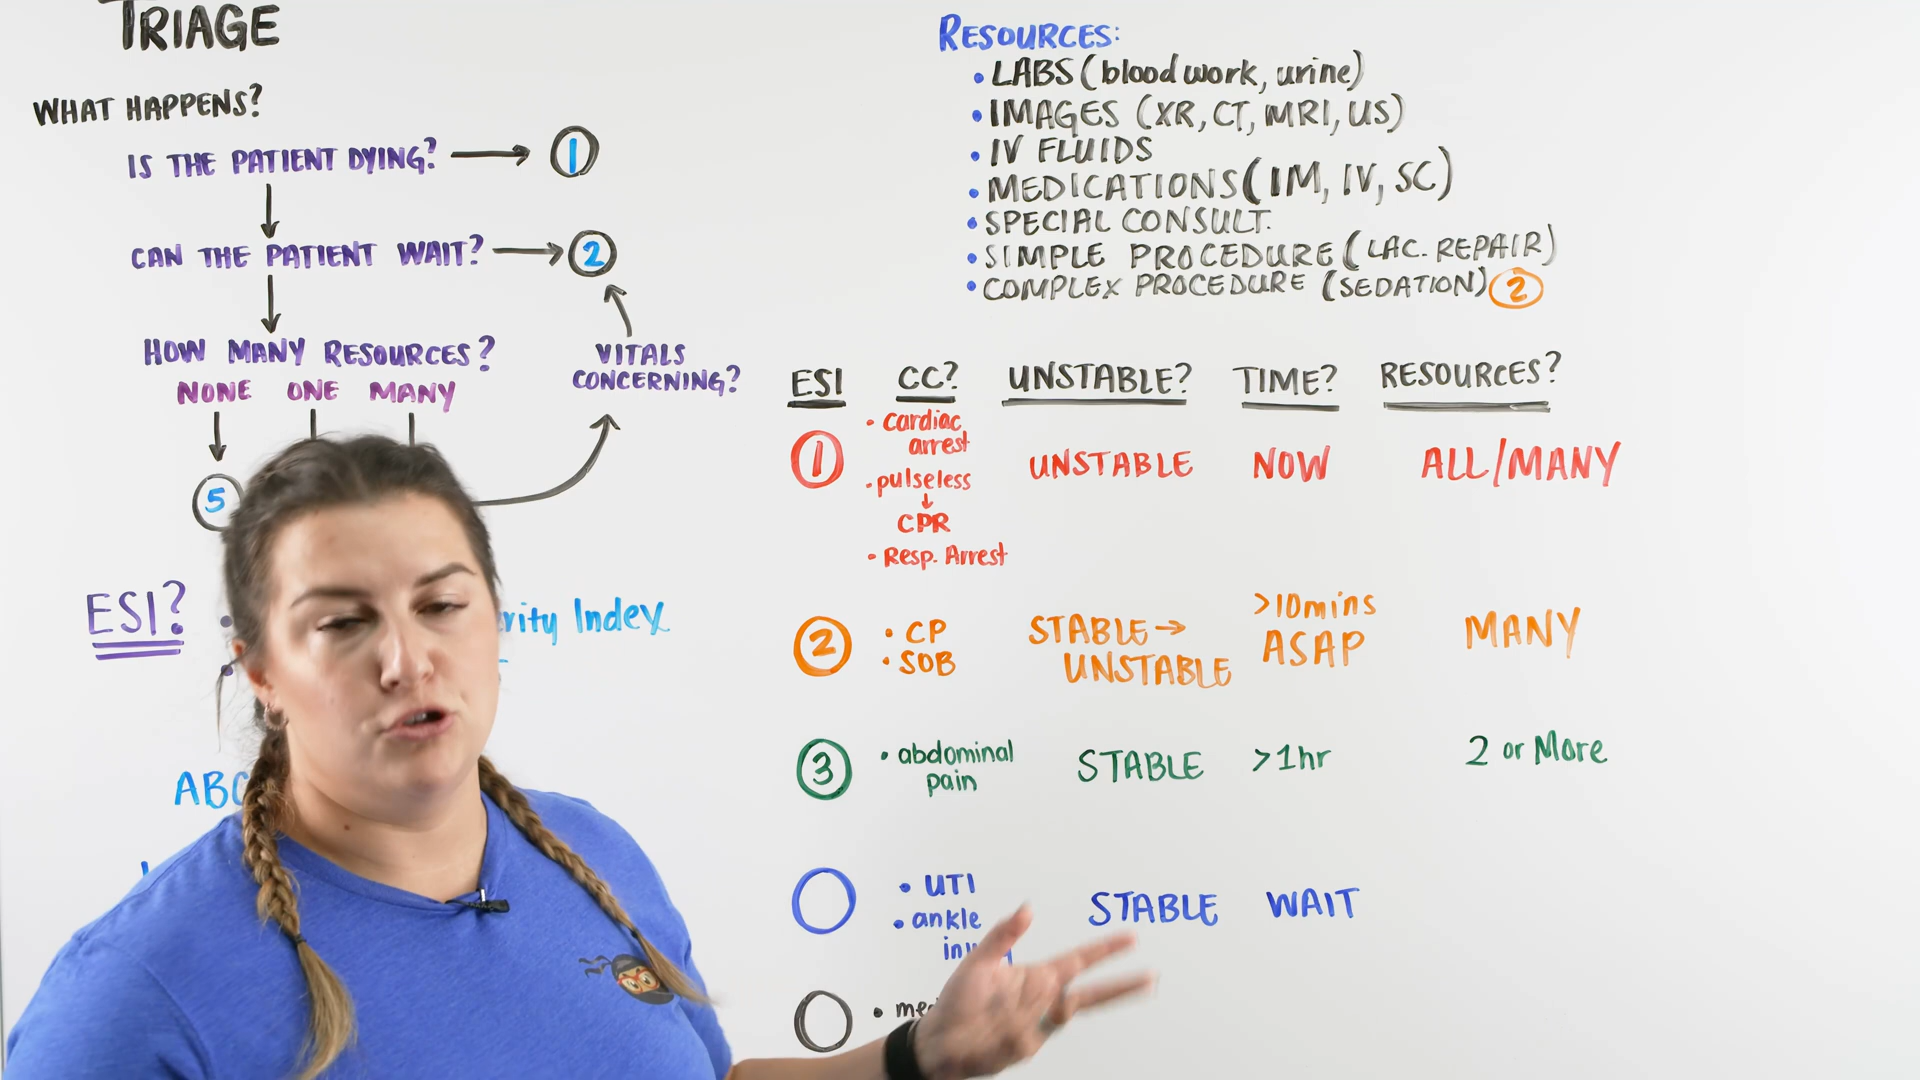 TRIAGE
WHAT HAPPENS?
IS THE PATIENT DYING? 1
CAN THE PATIENT WAIT? 2
HOW MANY RESOURCES?
NONE ONE MANY
5
VITALS
CONCERNING?
ESI?
Index
RESOURCES:
• LABS (blood work, urine)
• IMAGES (XR, CT, MRI, US)
• IV FLUIDS
• MEDICATIONS (IM, IV, SC)
• SPECIAL CONSULT.
• SIMPLE PROCEDURE (LAC. REPAIR)
• COMPLEX PROCEDURE (SEDATION) 2
ESI CC? UNSTABLE? TIME? RESOURCES?
1
• cardiac
arrest
• pulseless
↓
CPR
• Resp. Arrest
UNSTABLE NOW ALL/MANY
2
• CP
• SOB
STABLE →
UNSTABLE
>10mins
ASAP
MANY
3
• abdominal
pain
STABLE >1hr 2 or More
• UTI
• ankle
STABLE WAIT